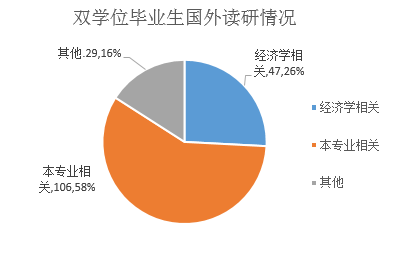 双学位毕业生国外读研情况
其他.29,16%
经济学相
关,47,26%
本专业相
关,106,58%
经济学相关
本专业相关
其他